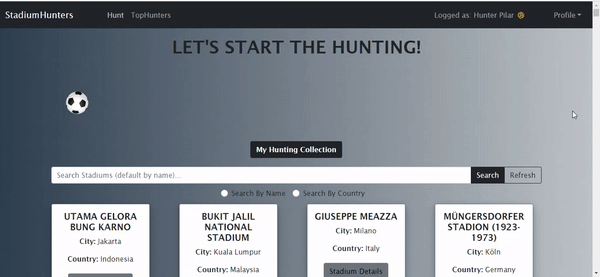 StadiumHunters Hunt TopHunters Logged as: Hunter Pilar Profile
LET'S START THE HUNTING!
My Hunting Collection
Search Stadiums (default by name)... Search Refresh
Search By Name Search By Country
UTAMA GELORA
BUNG KARNO
City: Jakarta
Country: Indonesia
BUKIT JALIL
NATIONAL
STADIUM
City: Kuala Lumpur
Country: Malaysia
GIUSEPPE MEAZZA
City: Milano
Country: Italy
Stadium Details
MÜNGERSDORFER
STADION (1923-
1973)
City: Köln
Country: Germany